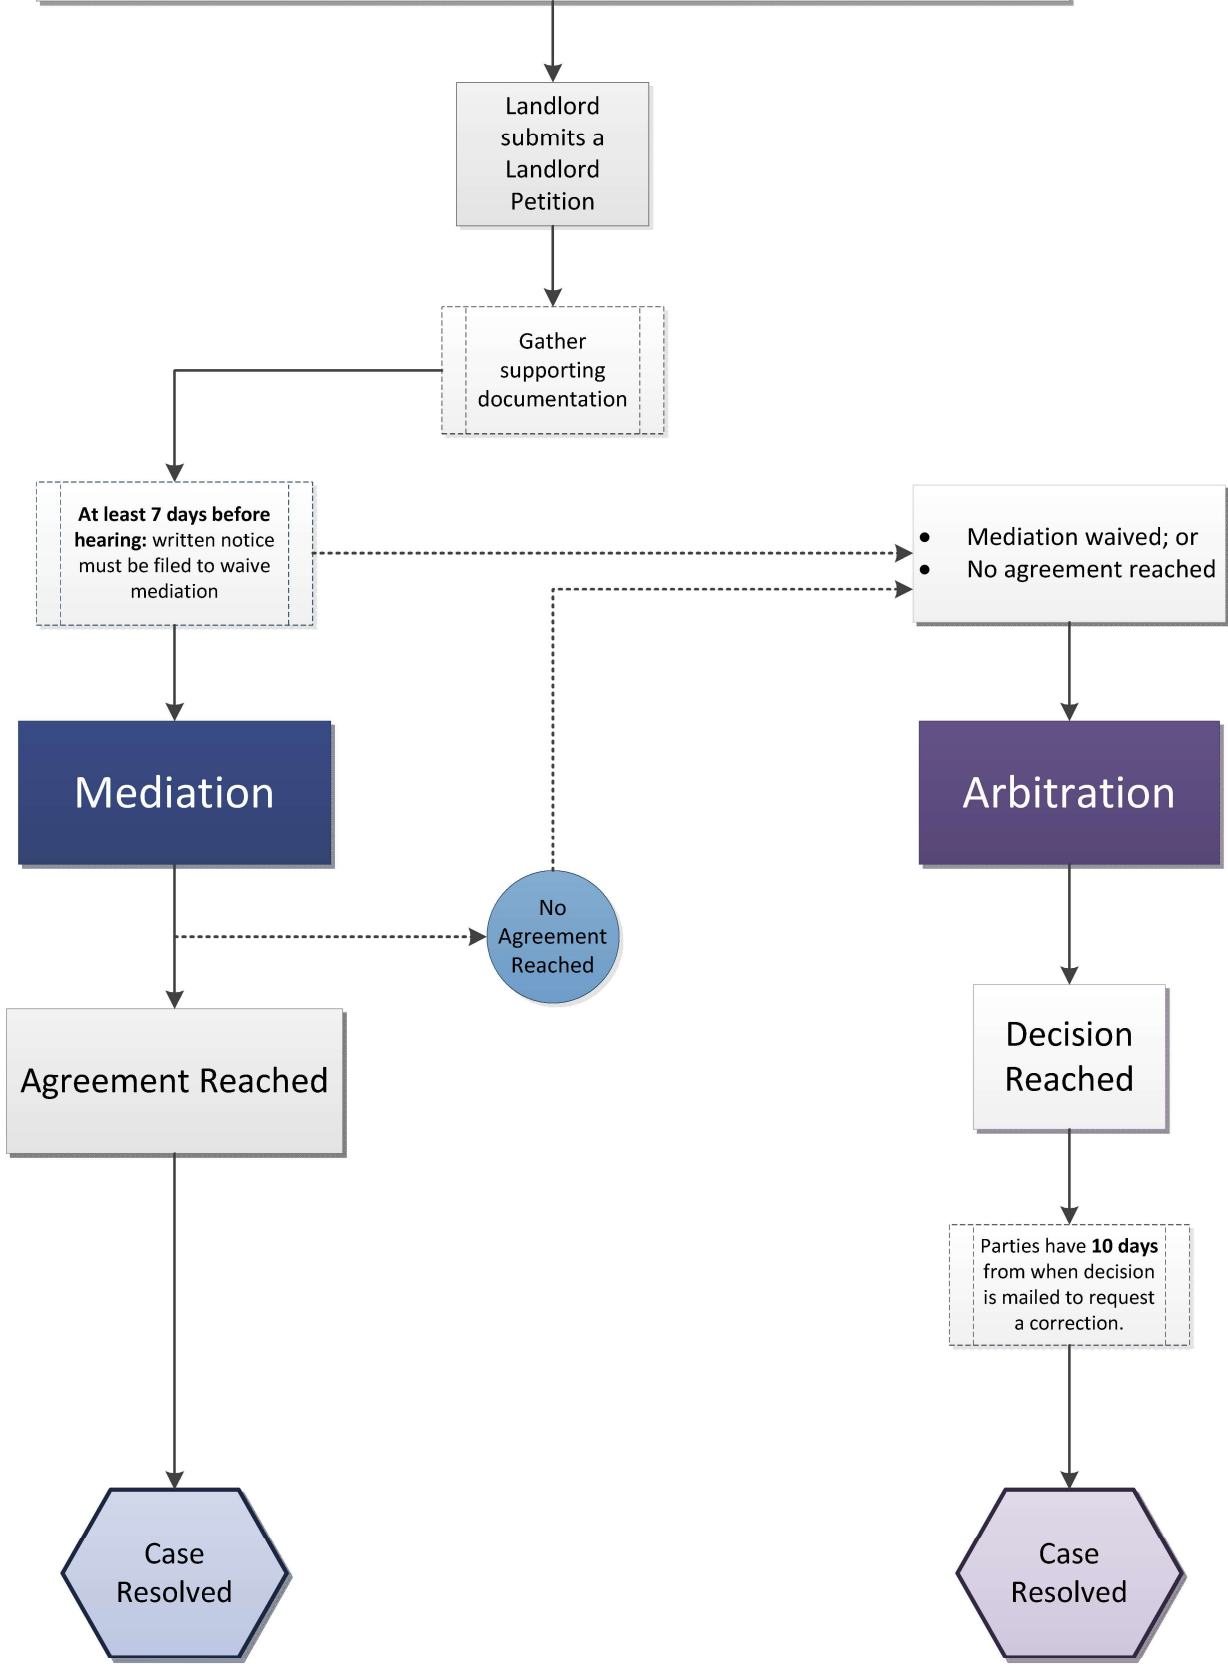 Landlord
submits a
Landlord
Petition
Gather
supporting
documentation
At least 7 days before
hearing: written notice
must be filed to waive
mediation
• Mediation waived; or
• No agreement reached
Mediation
Arbitration
No
Agreement
Reached
Agreement Reached
Decision
Reached
Parties have 10 days
from when decision
is mailed to request
a correction.
Case
Resolved
Case
Resolved